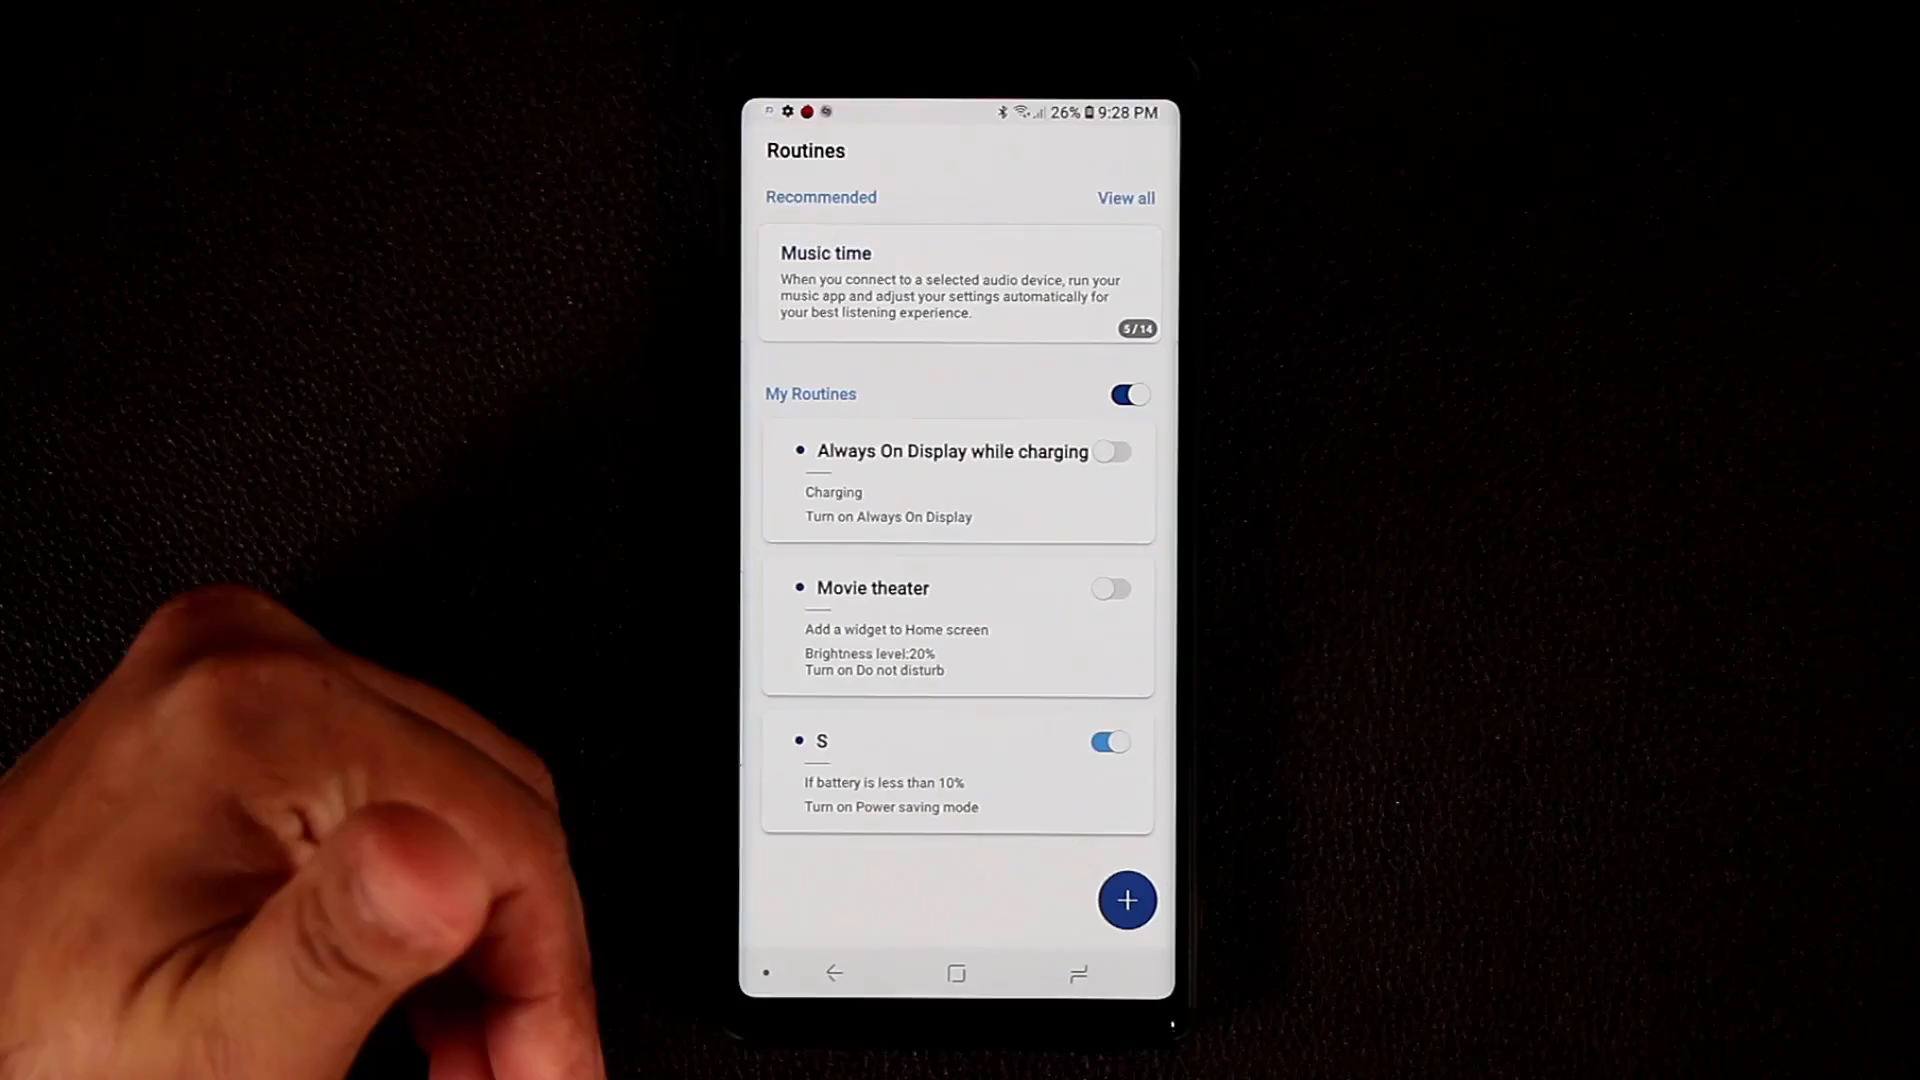 26% 9:28 PM
Routines
Recommended View all
Music time
When you connect to a selected audio device, run your
music app and adjust your settings automatically for
your best listening experience.
5/14
My Routines
Always On Display while charging
Charging
Turn on Always On Display
Movie theater
Add a widget to Home screen
Brightness level:20%
Turn on Do not disturb
S
If battery is less than 10%
Turn on Power saving mode